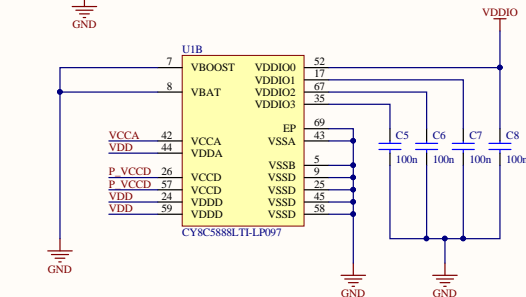 GND
VDDIO
U1B
7 VBOOST VDDIO0 52
VDDIO1 17
8 VBAT VDDIO2 67
VDDIO3 35
EP 69
VCCA 42 VCCA VSSA 43
VDD 44 VDDA
VSSB 5
P_VCCD 26 VCCD VSSD 9
P_VCCD 57 VCCD VSSD 25
VDD 24 VDDD VSSD 45
VDD 59 VDDD VSSD 58
CY8C5888LTI-LP097
C5 C6 C7 C8
100n 100n 100n 100n
GND
GND GND